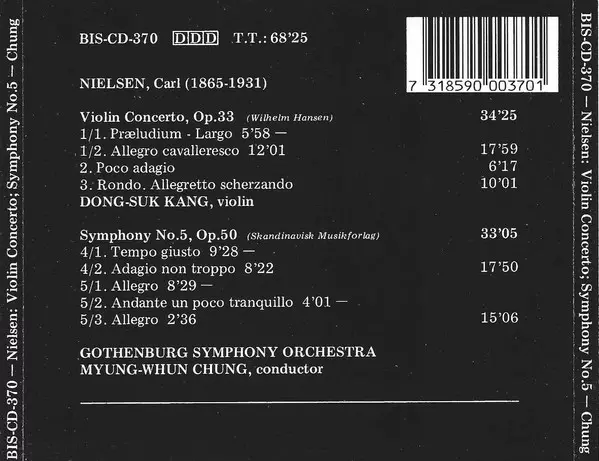 BIS-CD-370 DDD T.T.: 68'25
7 318590 003701
NIELSEN, Carl (1865-1931)
Violin Concerto, Op.33 (Wilhelm Hansen) 34'25
1/1. Præludium - Largo 5'58 —
1/2. Allegro cavalleresco 12'01 17'59
2. Poco adagio 6'17
3. Rondo. Allegretto scherzando 10'01
DONG-SUK KANG, violin
Symphony No.5, Op.50 (Skandinavisk Musikforlag) 33'05
4/1. Tempo giusto 9'28 —
4/2. Adagio non troppo 8'22 17'50
5/1. Allegro 8'29 —
5/2. Andante un poco tranquillo 4'01 —
5/3. Allegro 2'36 15'06
GOTHENBURG SYMPHONY ORCHESTRA
MYUNG-WHUN CHUNG, conductor
BIS-CD-370 — Nielsen: Violin Concerto; Symphony No.5 — Chung
BIS-CD-370 — Nielsen: Violin Concerto; Symphony No.5 — Chung